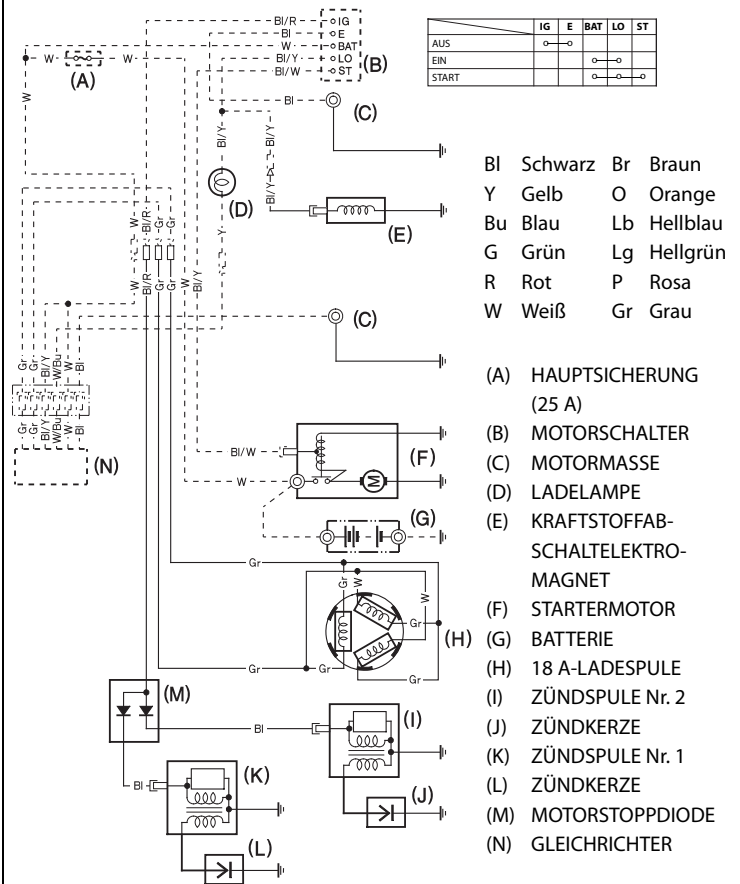 Bl/R IG
Bl E
W BAT
Bl/Y LO
Bl/W ST
(B)
IG E BAT LO ST
AUS
EIN
START
W W
(A)
W
Bl (C)
Bl/Y Bl/Y
Bl/Y
(D)
(E)
Y
W Bl/R Gr Gr
W Bl/R Gr Gr W Bl/Y
(C)
Gr Gr Bl/Y W/Bu W Bl
Gr Gr Bl/Y W/Bu W Bl
(N)
Bl/W
W
M
(F)
(G)
Gr
Gr W W
Gr
(H)
Gr Gr
Gr
(M)
Bl
(I)
Bl
(K)
(J)
(L)
Bl Schwarz Br Braun
Y Gelb O Orange
Bu Blau Lb Hellblau
G Grün Lg Hellgrün
R Rot P Rosa
W Weiß Gr Grau
(A) HAUPTSICHERUNG
(25 A)
(B) MOTORSCHALTER
(C) MOTORMASSE
(D) LADELAMPE
(E) KRAFTSTOFFAB-
SCHALTELEKTRO-
MAGNET
(F) STARTERMOTOR
(G) BATTERIE
(H) 18 A-LADESPULE
(I) ZÜNDSPULE Nr. 2
(J) ZÜNDKERZE
(K) ZÜNDSPULE Nr. 1
(L) ZÜNDKERZE
(M) MOTORSTOPPDIODE
(N) GLEICHRICHTER